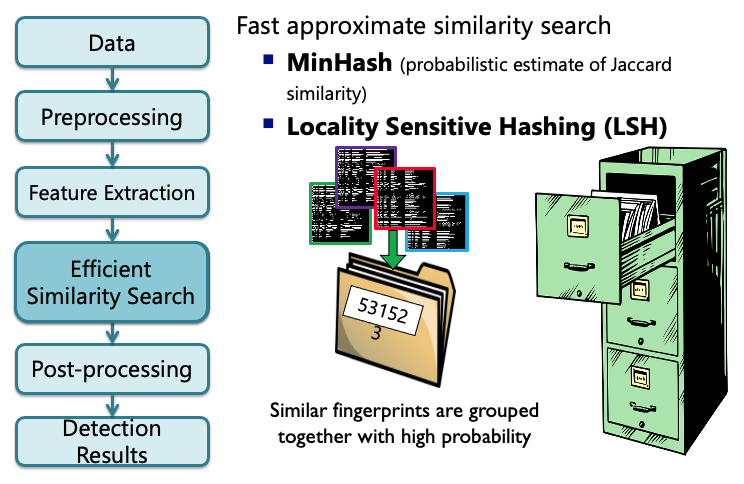 Data
Preprocessing
Feature Extraction
Efficient
Similarity Search
Post-processing
Detection
Results
Fast approximate similarity search
MinHash (probabilistic estimate of Jaccard
similarity)
Locality Sensitive Hashing (LSH)
53152
3
Similar fingerprints are grouped
together with high probability